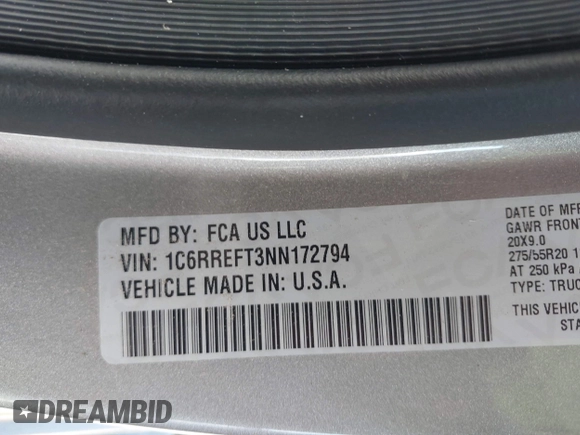 MFD BY: FCA US LLC
VIN: 1C6RREFT3NN172794
VEHICLE MADE IN: U.S.A.
DATE OF MFR
GAWR FRONT
20X9.0
275/55R20 1
AT 250 kPa
TYPE: TRUC
THIS VEHIC
STA
DREAMBID